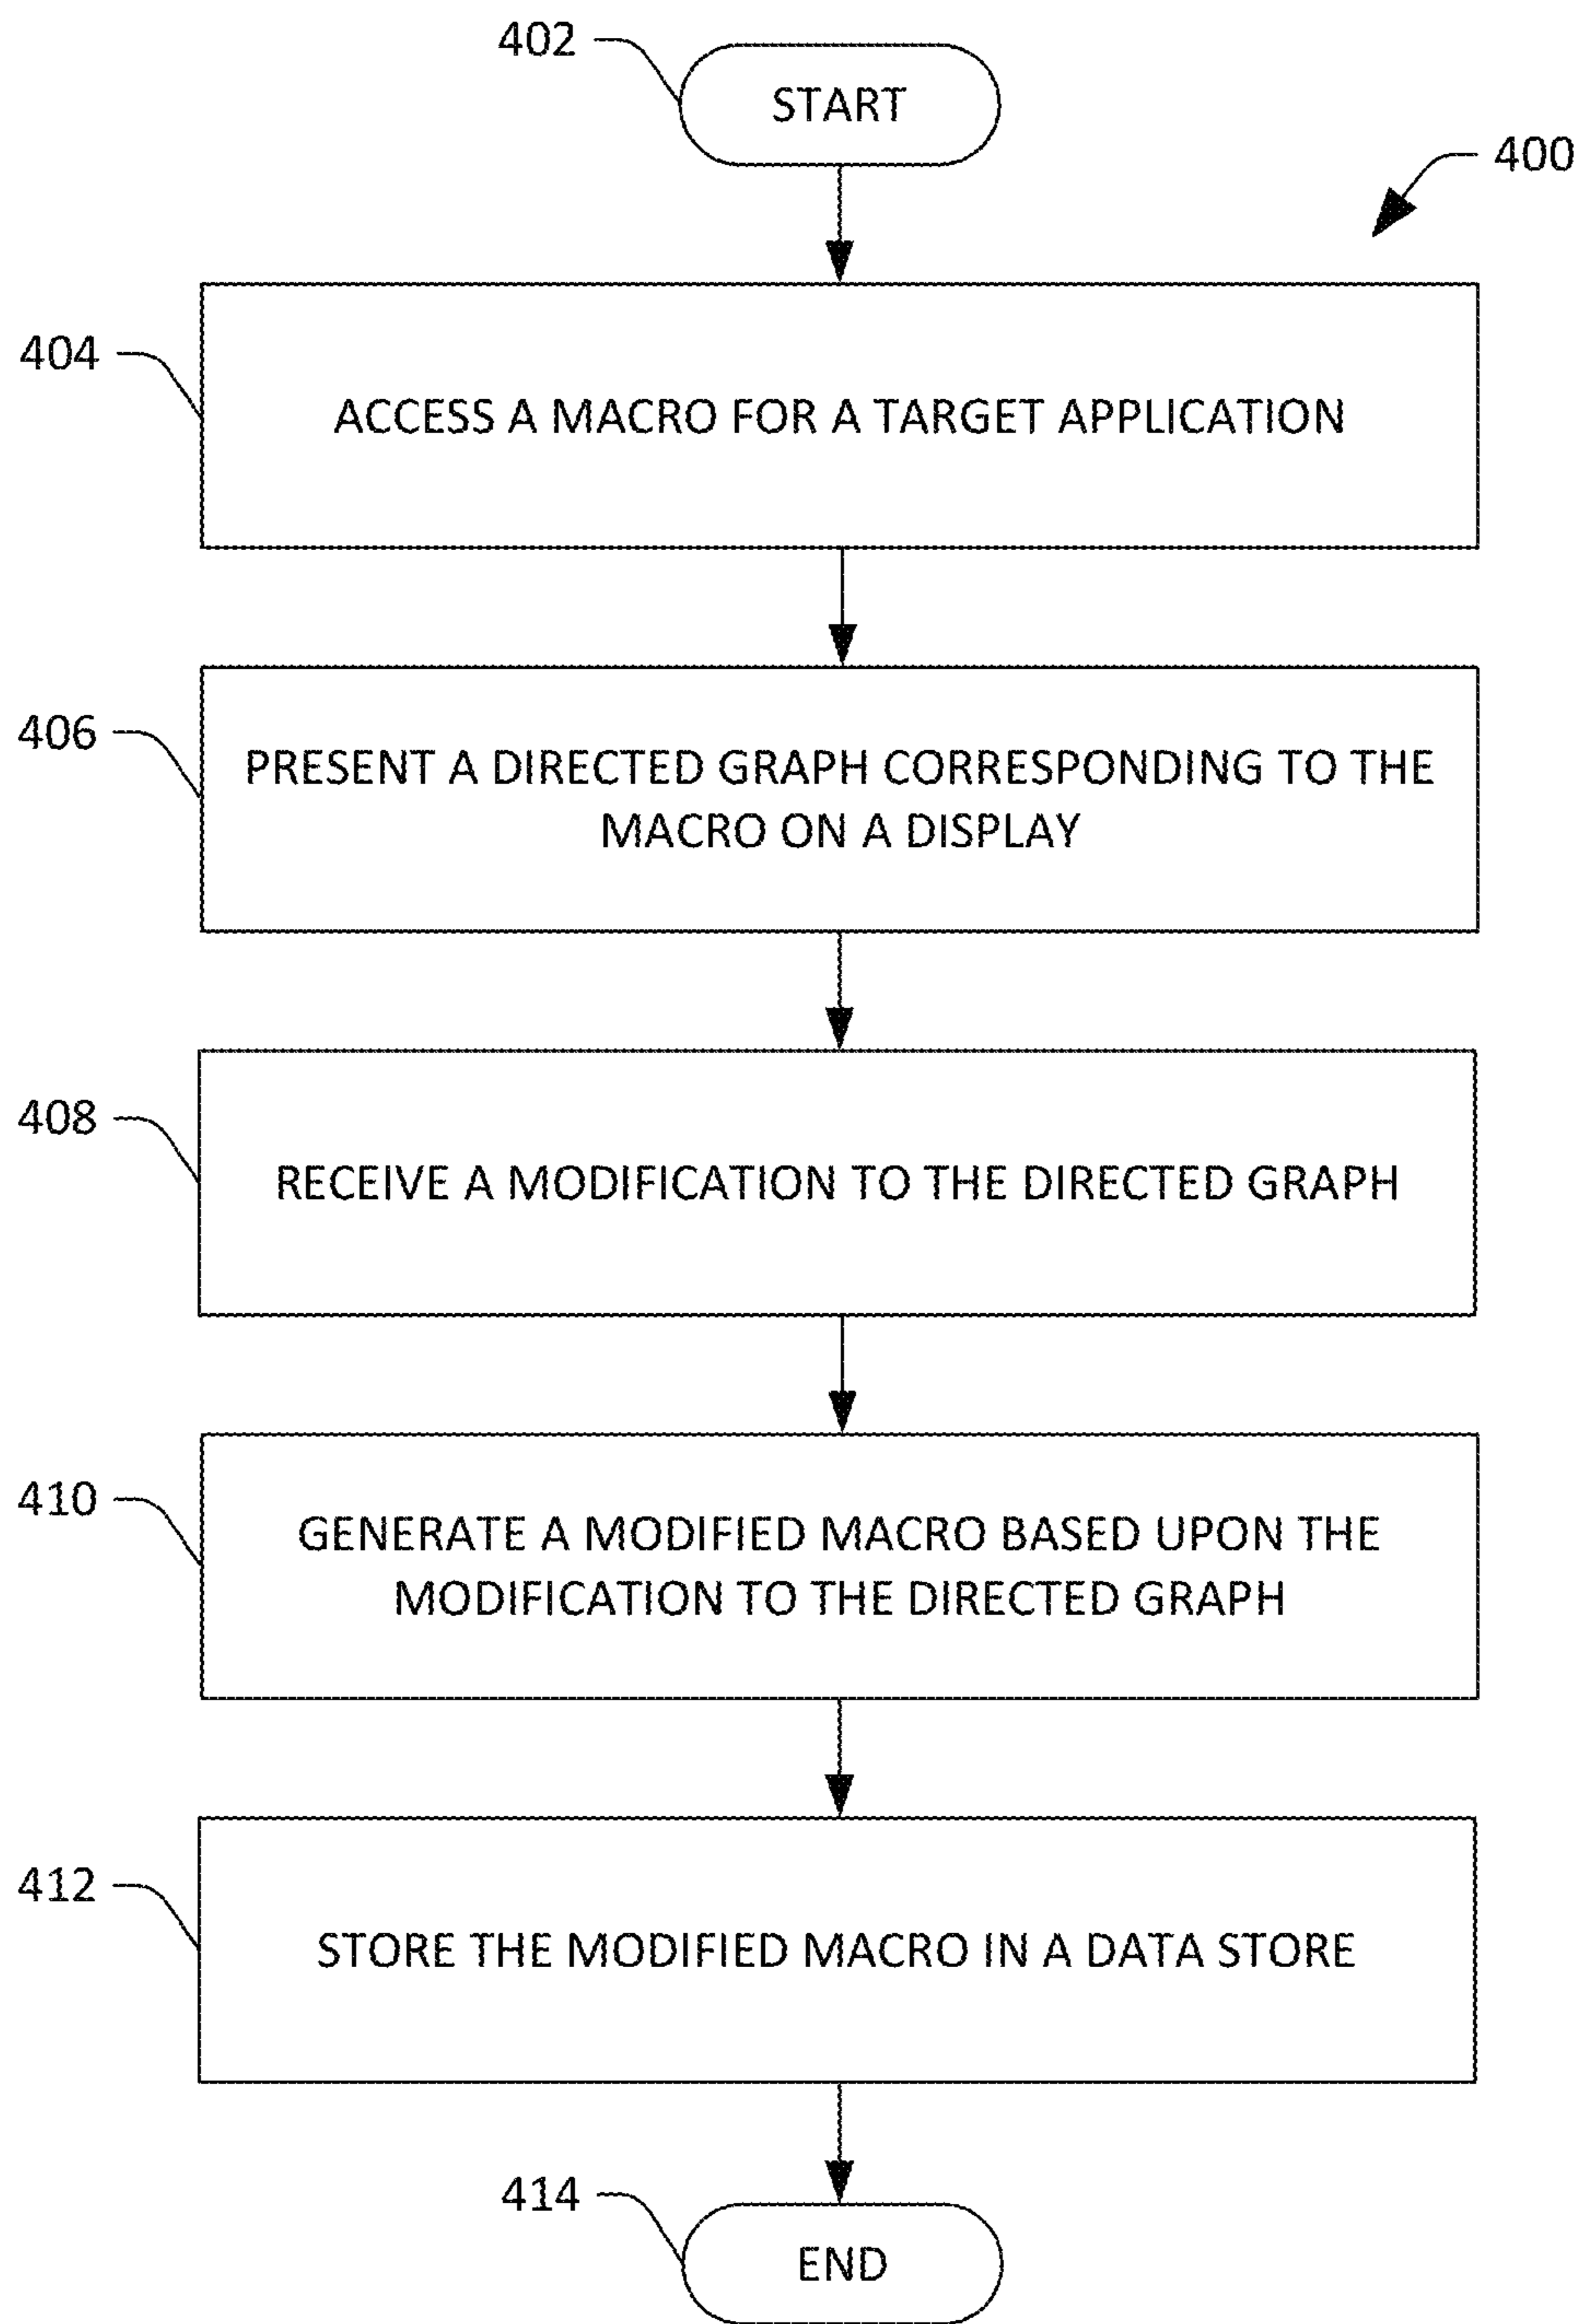 402
START
400
404
ACCESS A MACRO FOR A TARGET APPLICATION
406
PRESENT A DIRECTED GRAPH CORRESPONDING TO THE
MACRO ON A DISPLAY
408
RECEIVE A MODIFICATION TO THE DIRECTED GRAPH
410
GENERATE A MODIFIED MACRO BASED UPON THE
MODIFICATION TO THE DIRECTED GRAPH
412
STORE THE MODIFIED MACRO IN A DATA STORE
414
END